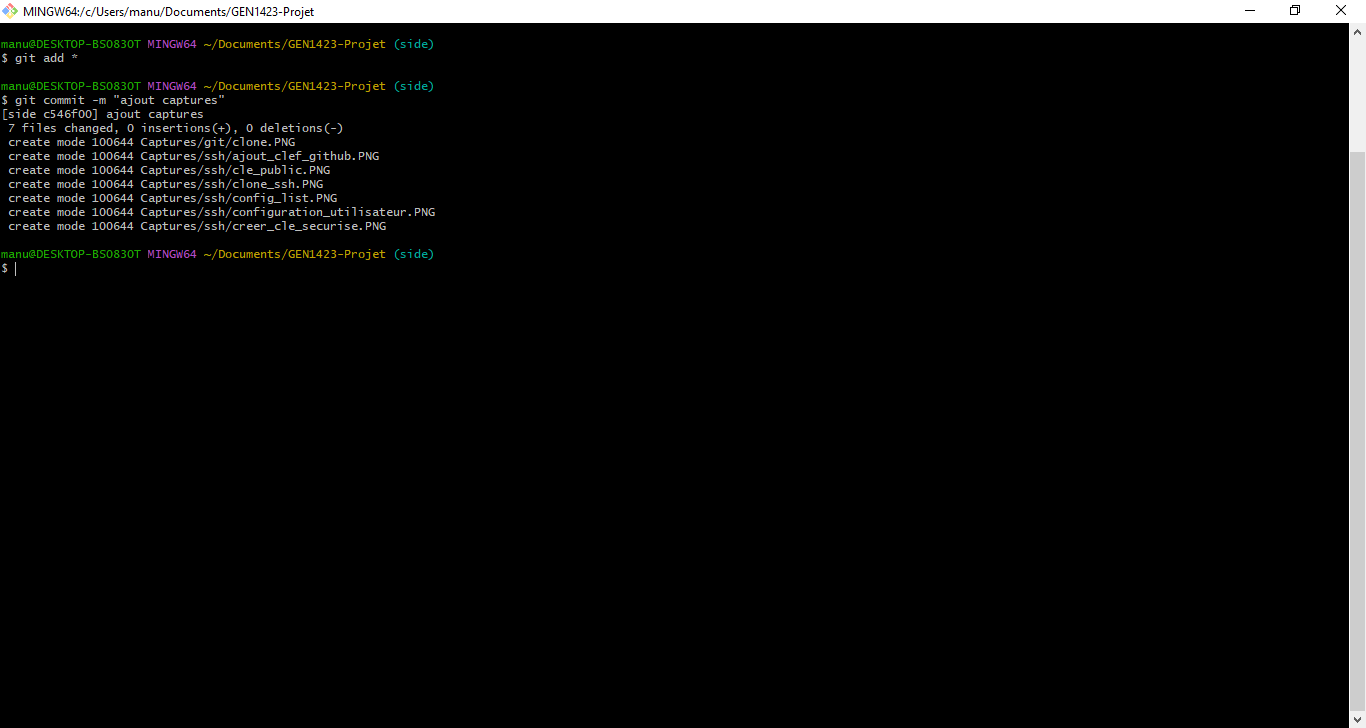 MINGW64:/c/Users/manu/Documents/GEN1423-Projet
manu@DESKTOP-BSO83OT MINGW64 ~/Documents/GEN1423-Projet (side)
$ git add *
manu@DESKTOP-BSO83OT MINGW64 ~/Documents/GEN1423-Projet (side)
$ git commit -m "ajout captures"
[side c546f00] ajout captures
7 files changed, 0 insertions(+), 0 deletions(-)
create mode 100644 Captures/git/clone.PNG
create mode 100644 Captures/ssh/ajout_clef_github.PNG
create mode 100644 Captures/ssh/cle_public.PNG
create mode 100644 Captures/ssh/clone_ssh.PNG
create mode 100644 Captures/ssh/config_list.PNG
create mode 100644 Captures/ssh/configuration_utilisateur.PNG
create mode 100644 Captures/ssh/creer_cle_securise.PNG
manu@DESKTOP-BSO83OT MINGW64 ~/Documents/GEN1423-Projet (side)
$